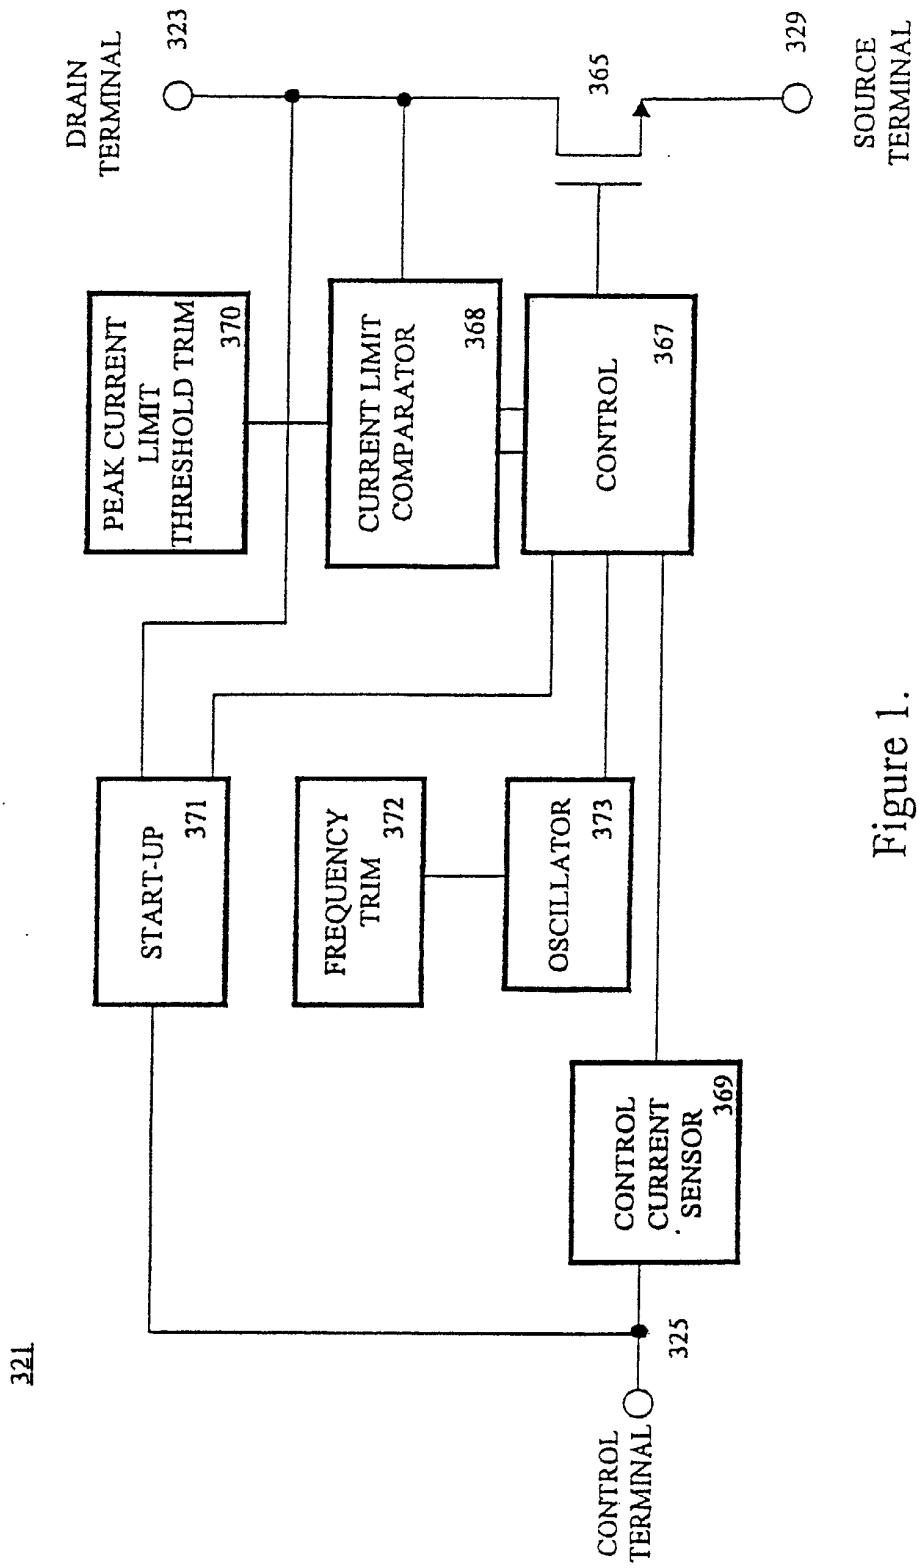 321
DRAIN
TERMINAL
323
PEAK CURRENT
LIMIT
THRESHOLD TRIM
370
START-UP
371
CURRENT LIMIT
COMPARATOR
368
FREQUENCY
TRIM
372
365
CONTROL
367
OSCILLATOR
373
CONTROL
CURRENT
SENSOR
369
CONTROL
TERMINAL
325
329
SOURCE
TERMINAL
Figure 1.